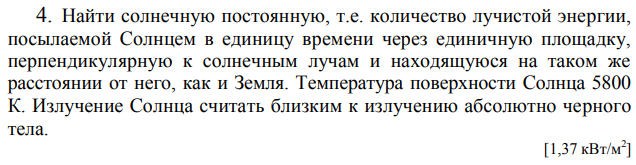 4. Найти солнечную постоянную, т.е. количество лучистой энергии,
посылаемой Солнцем в единицу времени через единичную площадку,
перпендикулярную к солнечным лучам и находящуюся на таком же
расстоянии от него, как и Земля. Температура поверхности Солнца 5800
К. Излучение Солнца считать близким к излучению абсолютно черного
тела.
[1,37 кВт/м²]